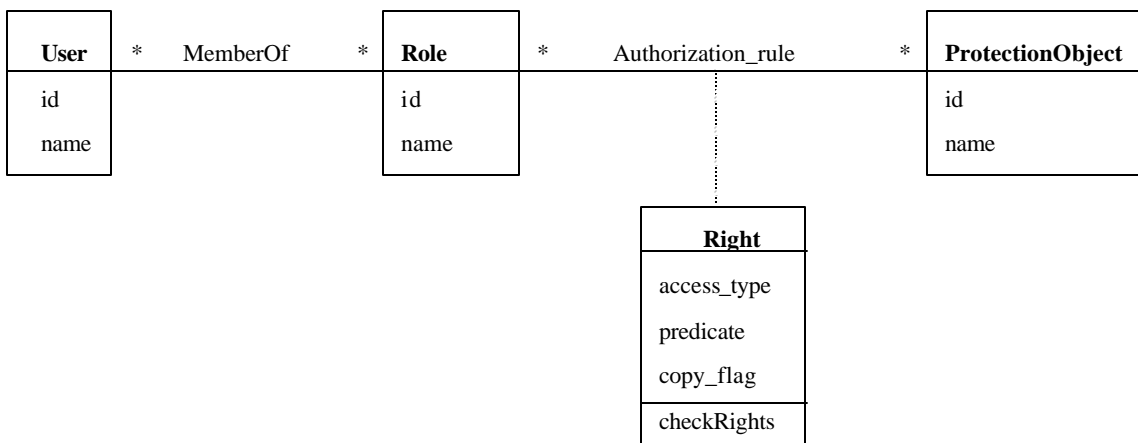 User * MemberOf * Role * Authorization_rule * ProtectionObject
id id id
name name name
Right
access_type
predicate
copy_flag
checkRights